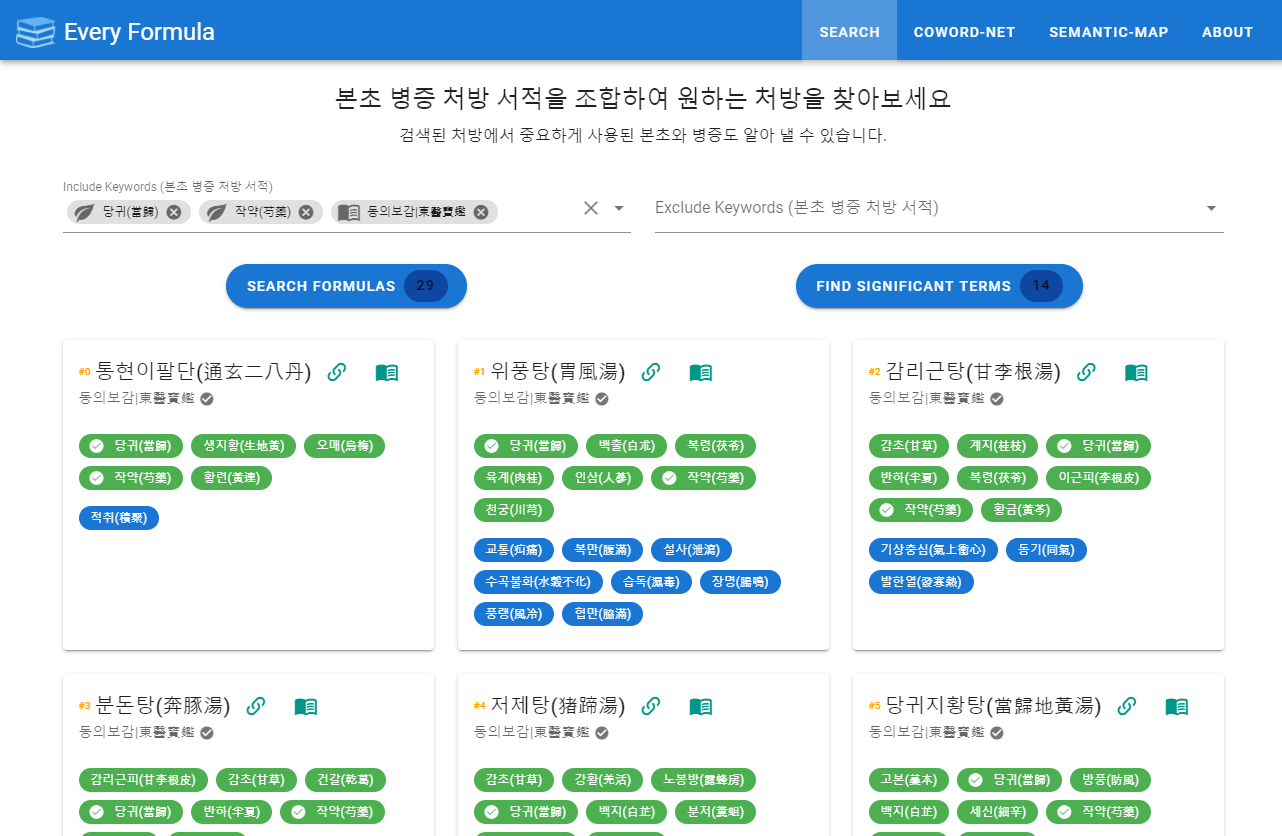 Every Formula
SEARCH COWORD-NET SEMANTIC-MAP ABOUT
본초 병증 처방 서적을 조합하여 원하는 처방을 찾아보세요
검색된 처방에서 중요하게 사용된 본초와 병증도 알아 낼 수 있습니다.
Include Keywords (본초 병증 처방 서적)
당귀(當歸) 작약(芍藥) 동의보감|東醫寶鑑
Exclude Keywords (본초 병증 처방 서적)
SEARCH FORMULAS 29
FIND SIGNIFICANT TERMS 14
#0 통현이팔단(通玄二八丹)
동의보감|東醫寶鑑
당귀(當歸) 생지황(生地黃) 오매(烏梅)
작약(芍藥) 황련(黃連)
적취(積聚)
#1 위풍탕(胃風湯)
동의보감|東醫寶鑑
당귀(當歸) 백출(白朮) 복령(茯苓)
육계(肉桂) 인삼(人蔘) 작약(芍藥)
천궁(川芎)
교통(㽲痛) 복만(腹滿) 설사(泄瀉)
수곡불화(水穀不化) 습독(濕毒) 장명(腸鳴)
풍랭(風冷) 협만(脇滿)
#2 감리근탕(甘李根湯)
동의보감|東醫寶鑑
감초(甘草) 계지(桂枝) 당귀(當歸)
반하(半夏) 복령(茯苓) 이근피(李根皮)
작약(芍藥) 황금(黃芩)
기상충심(氣上衝心) 동기(同氣)
발한열(發寒熱)
#3 분돈탕(奔豚湯)
동의보감|東醫寶鑑
감리근피(甘李根皮) 감초(甘草) 건갈(乾葛)
당귀(當歸) 반하(半夏) 작약(芍藥)
#4 저제탕(猪蹄湯)
동의보감|東醫寶鑑
감초(甘草) 강활(羌活) 노봉방(露蜂房)
당귀(當歸) 백지(白芷) 분저(糞蛆)
#5 당귀지황탕(當歸地黃湯)
동의보감|東醫寶鑑
고본(藁本) 당귀(當歸) 방풍(防風)
백지(白芷) 세신(細辛) 작약(芍藥)